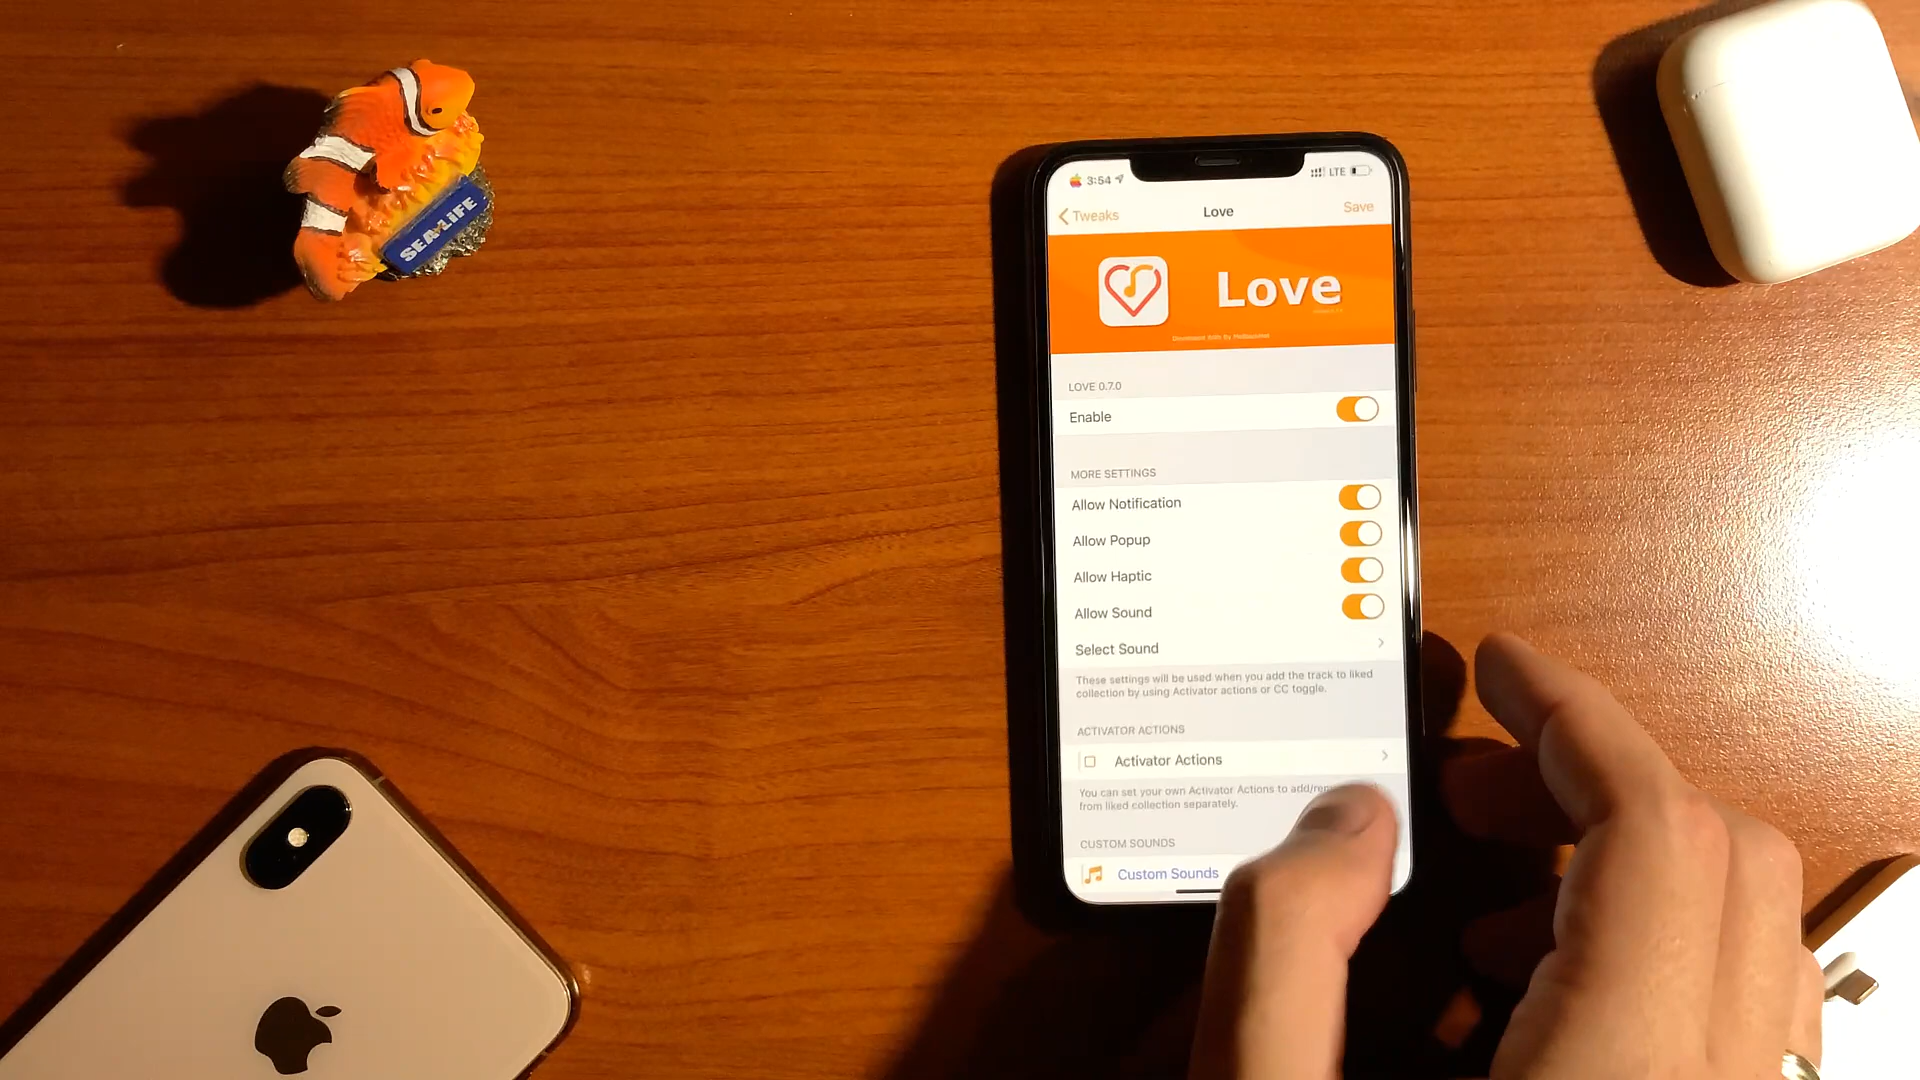 SEA LiFE
3:54
LTE
Tweaks
Love
Save
Love
LOVE 0.7.0
Enable
MORE SETTINGS
Allow Notification
Allow Popup
Allow Haptic
Allow Sound
Select Sound
These settings will be used when you add the track to liked
collection by using Activator actions or CC toggle.
ACTIVATOR ACTIONS
Activator Actions
You can set your own Activator Actions to add/
from liked collection separately.
CUSTOM SOUNDS
Custom Sounds